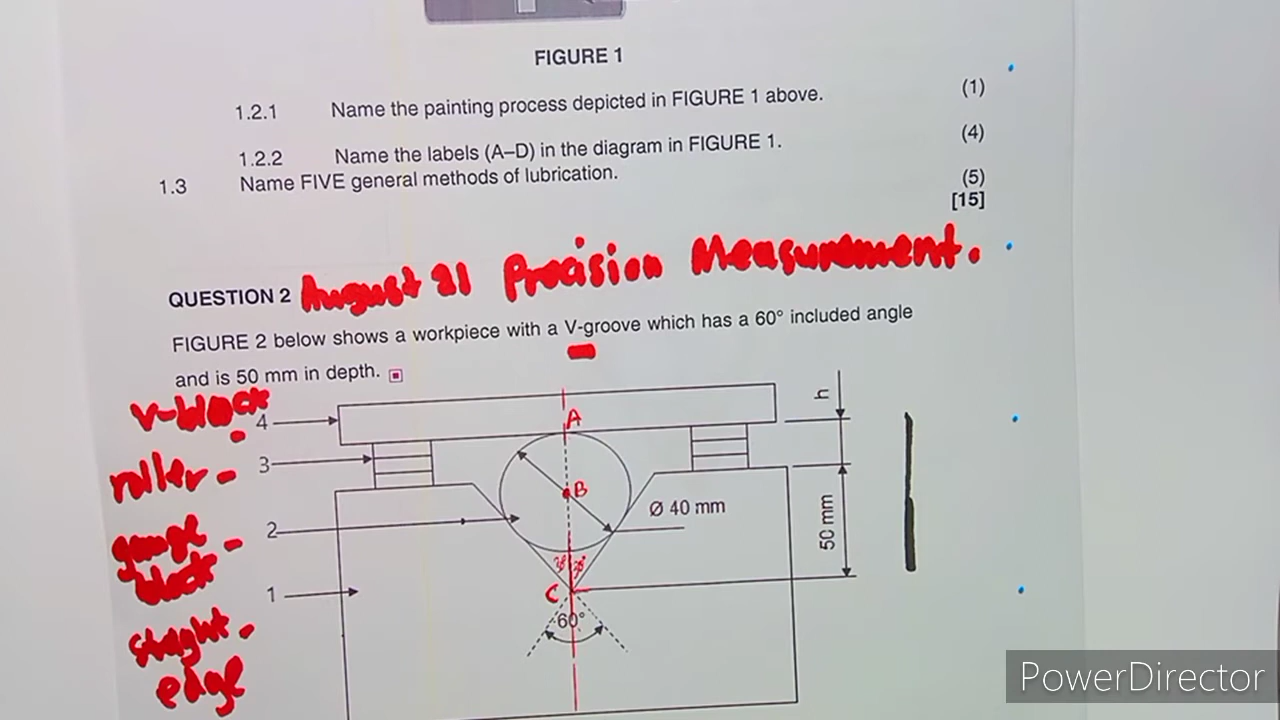 FIGURE 1
1.2.1 Name the painting process depicted in FIGURE 1 above. (1)
1.2.2 Name the labels (A–D) in the diagram in FIGURE 1. (4)
1.3 Name FIVE general methods of lubrication. (5)
[15]
QUESTION 2 August 21 Precision Measurement.
FIGURE 2 below shows a workpiece with a V-groove which has a 60° included angle
and is 50 mm in depth.
V-block
4
A
h
roller
3
B
Ø 40 mm
gauge
block
2
50 mm
30° 30°
1
C
60°
straght
edge
PowerDirector